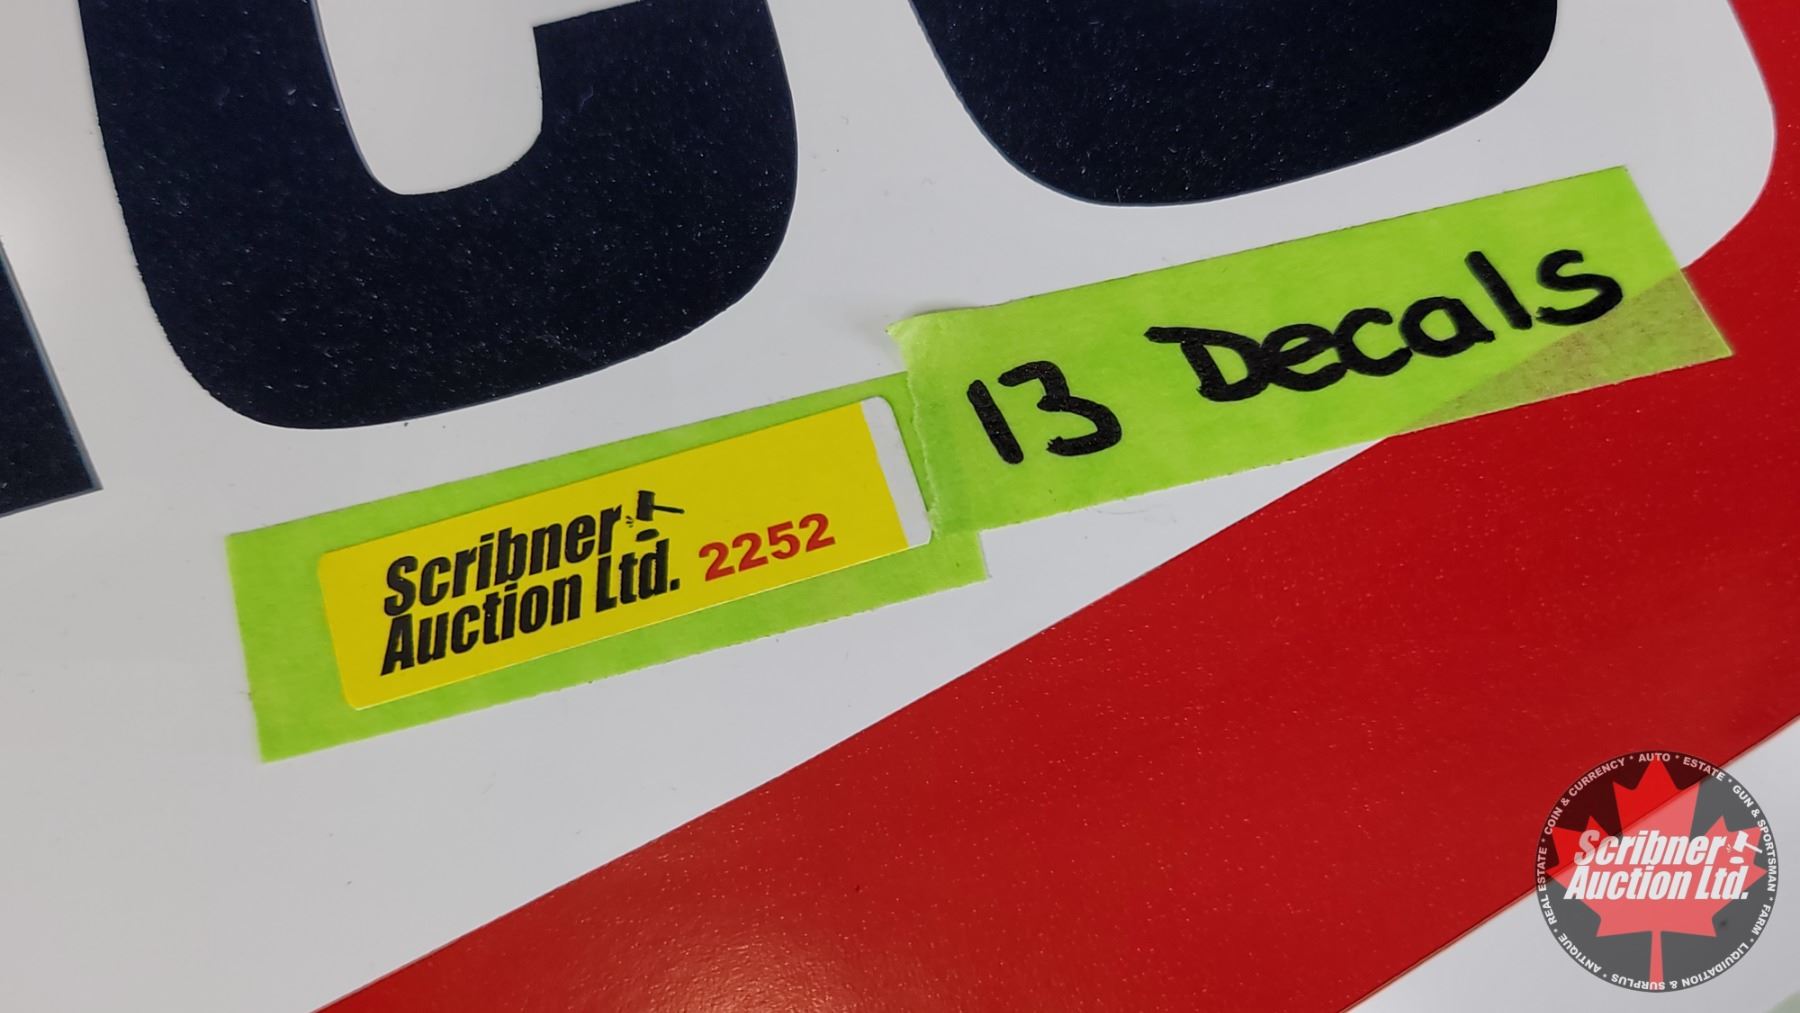 13 Decals
Scribner
Auction Ltd.
2252
COIN & CURRENCY * AUTO * ESTATE * GUN & SPORTSMAN * FARM * LIQUIDATION & SURPLUS * ANTIQUE * REAL ESTATE *
Scribner
Auction Ltd.